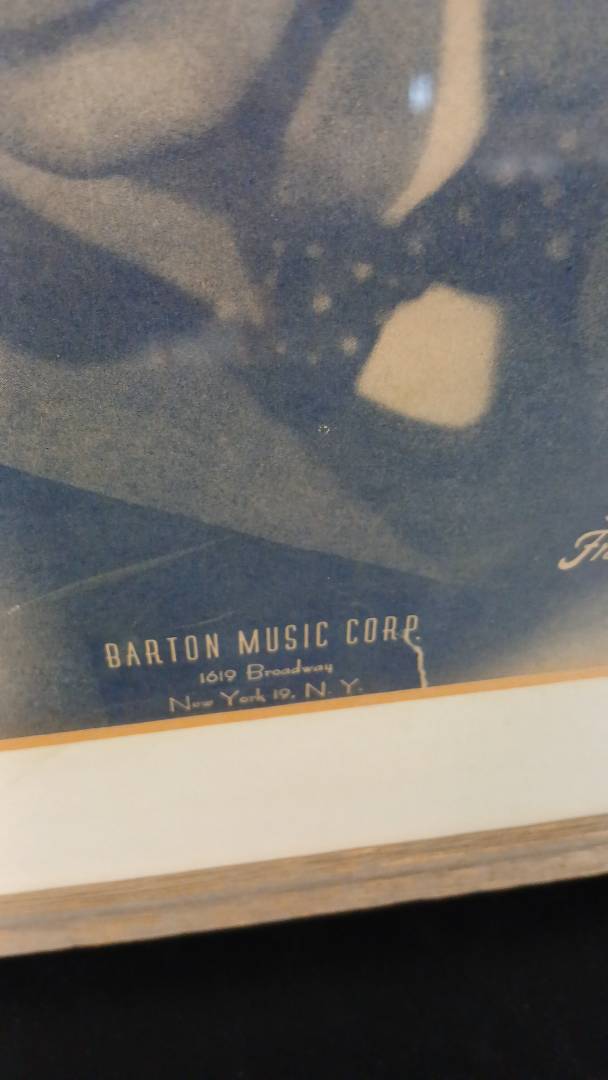 BARTON MUSIC CORP.
1619 Broadway
New York 19, N. Y.